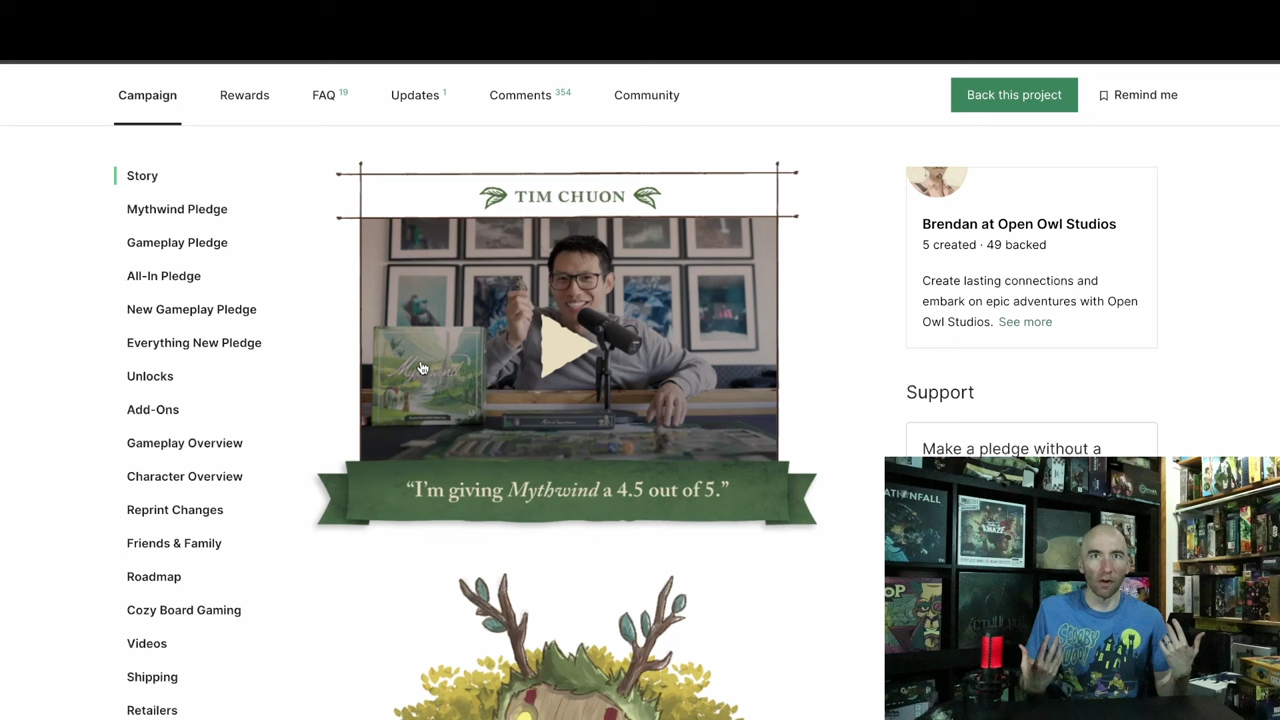 Campaign
Rewards
FAQ 19
Updates 1
Comments 354
Community
Back this project
Remind me
Story
Mythwind Pledge
Gameplay Pledge
All-In Pledge
New Gameplay Pledge
Everything New Pledge
Unlocks
Add-Ons
Gameplay Overview
Character Overview
Reprint Changes
Friends & Family
Roadmap
Cozy Board Gaming
Videos
Shipping
Retailers
TIM CHUON
Mythwind
“I’m giving Mythwind a 4.5 out of 5.”
Brendan at Open Owl Studios
5 created · 49 backed
Create lasting connections and
embark on epic adventures with Open
Owl Studios. See more
Support
Make a pledge without a
SCOOBY
DOO!